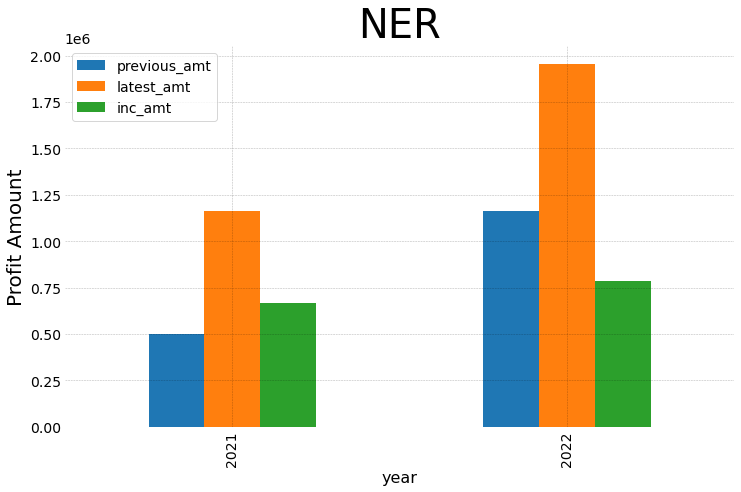 NER
1e6
2.00
1.75
1.50
1.25
1.00
0.75
0.50
0.25
0.00
Profit Amount
previous_amt
latest_amt
inc_amt
2021
2022
year